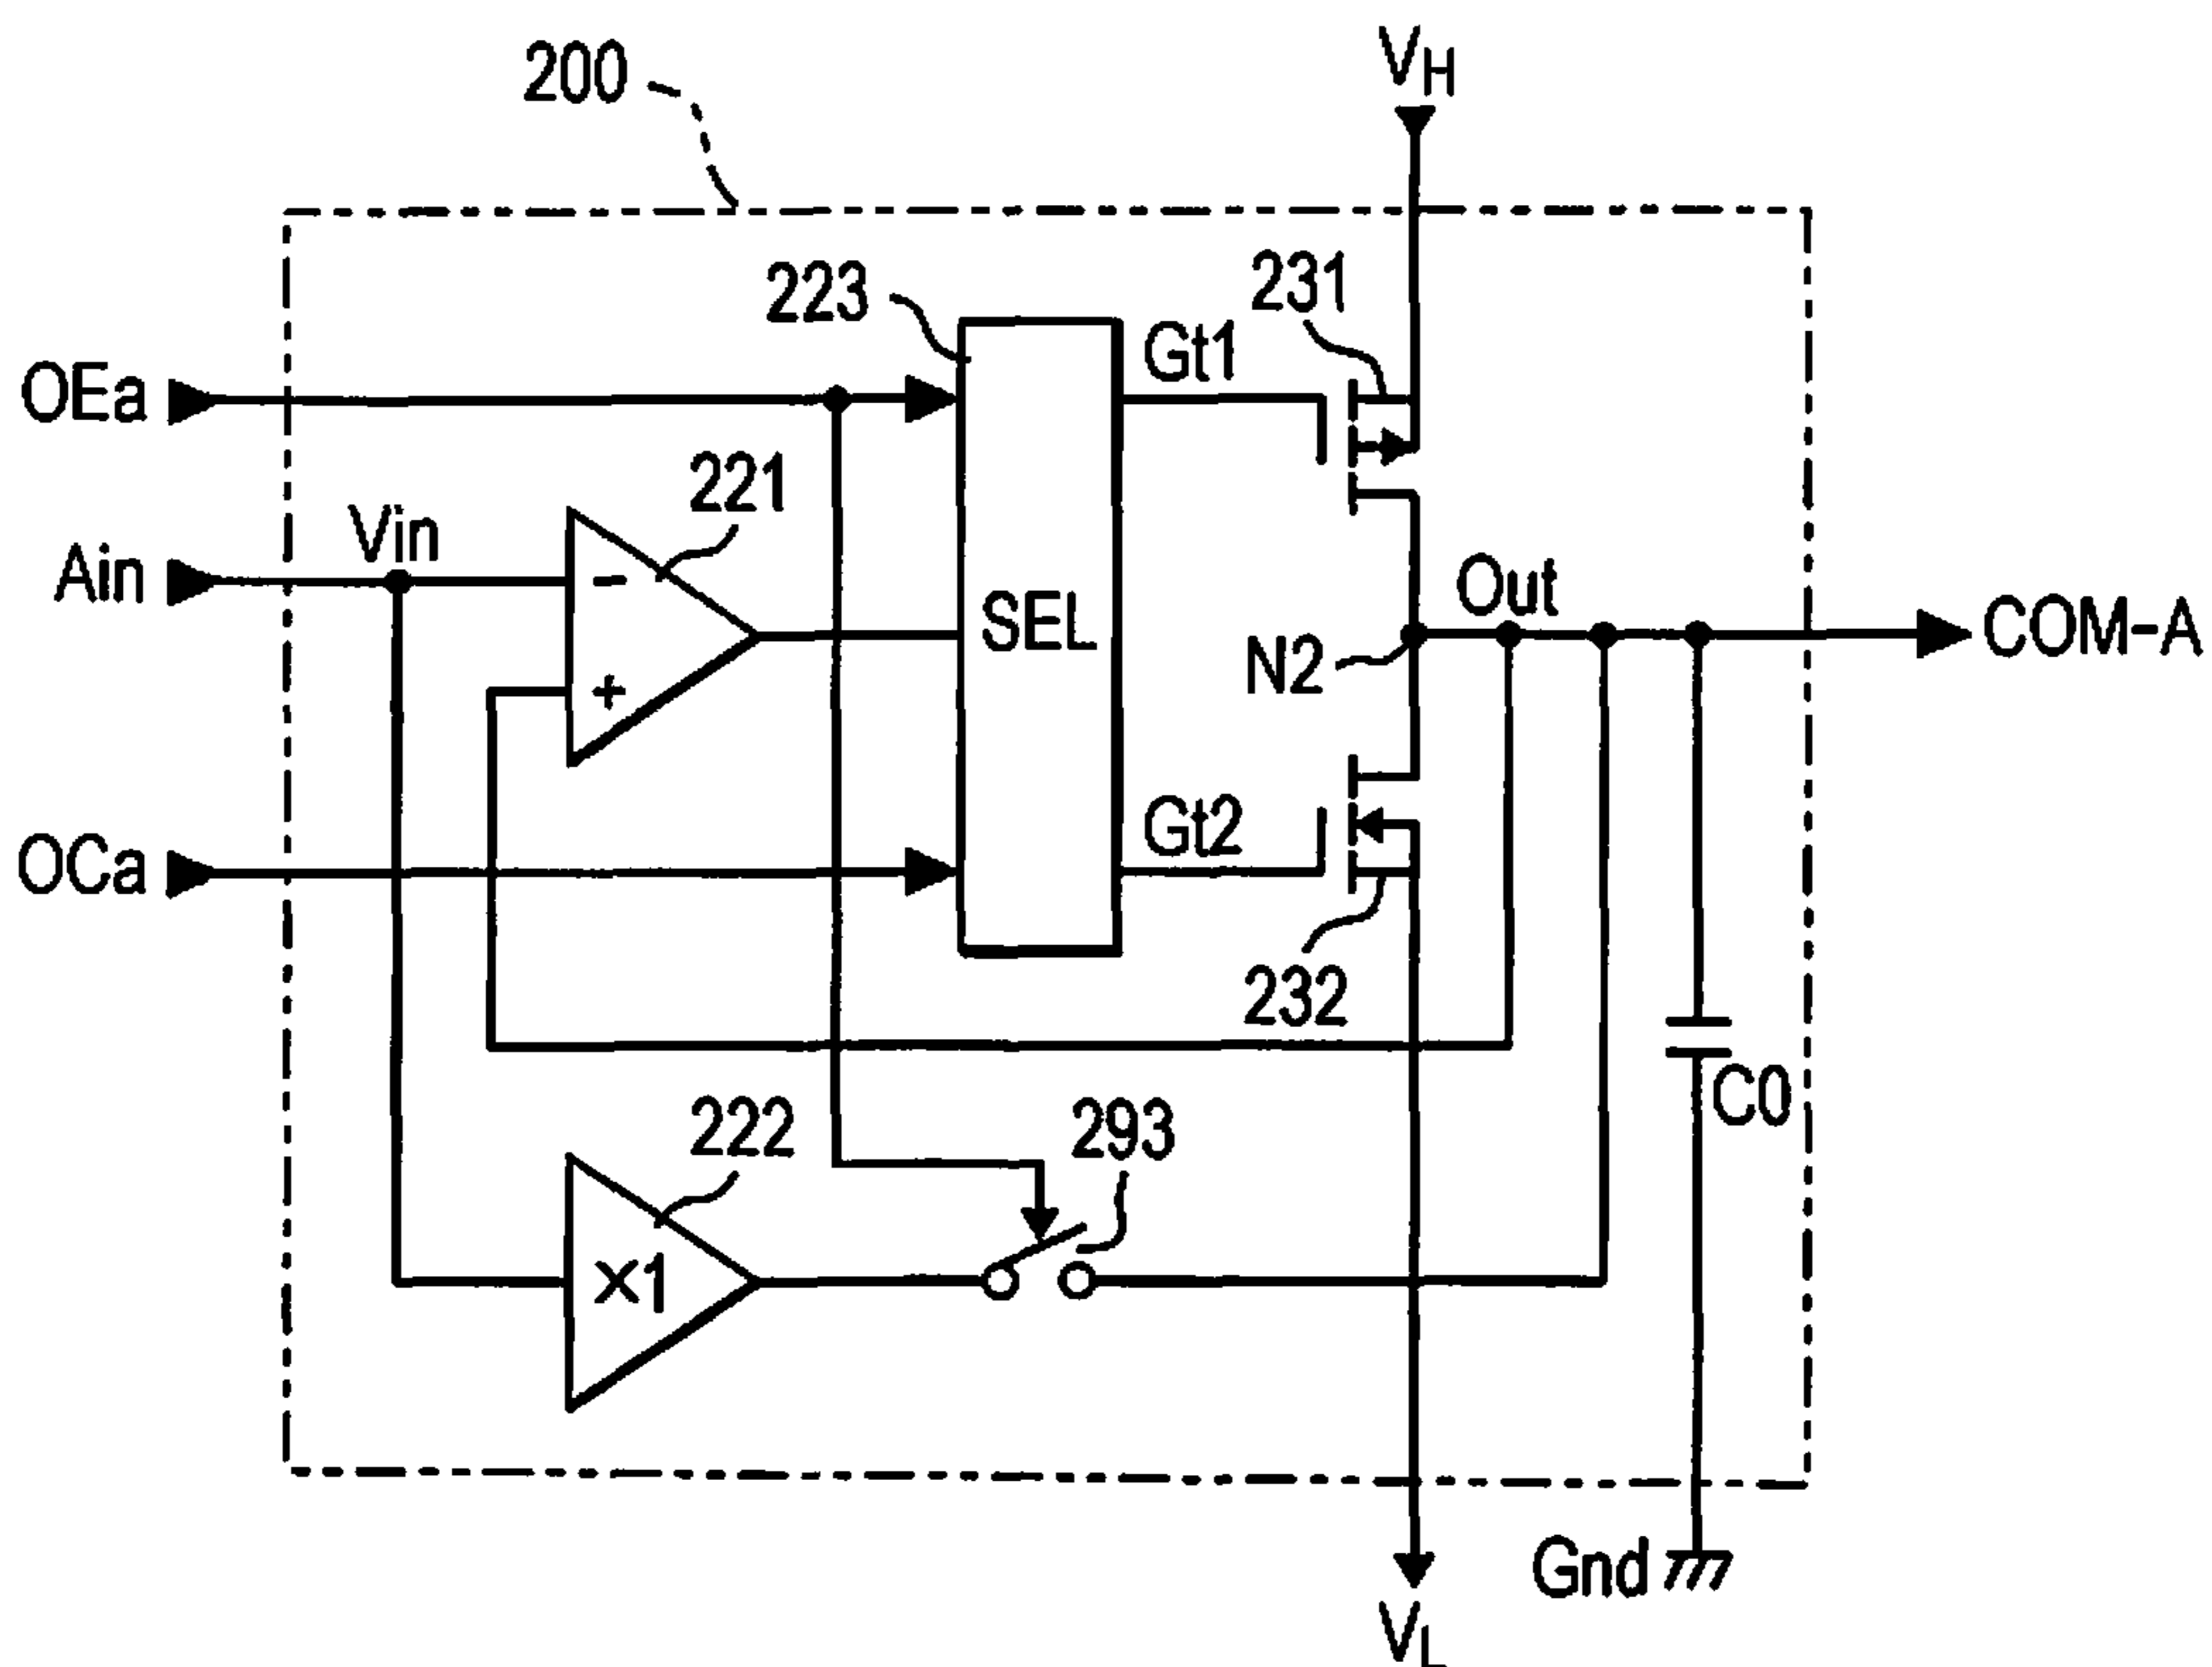 200
VH
223
231
OEa
Gt1
221
Vin
Ain
-
SEL
Out
COM-A
N2
+
OCa
Gt2
232
C0
222
293
x1
Gnd
VL